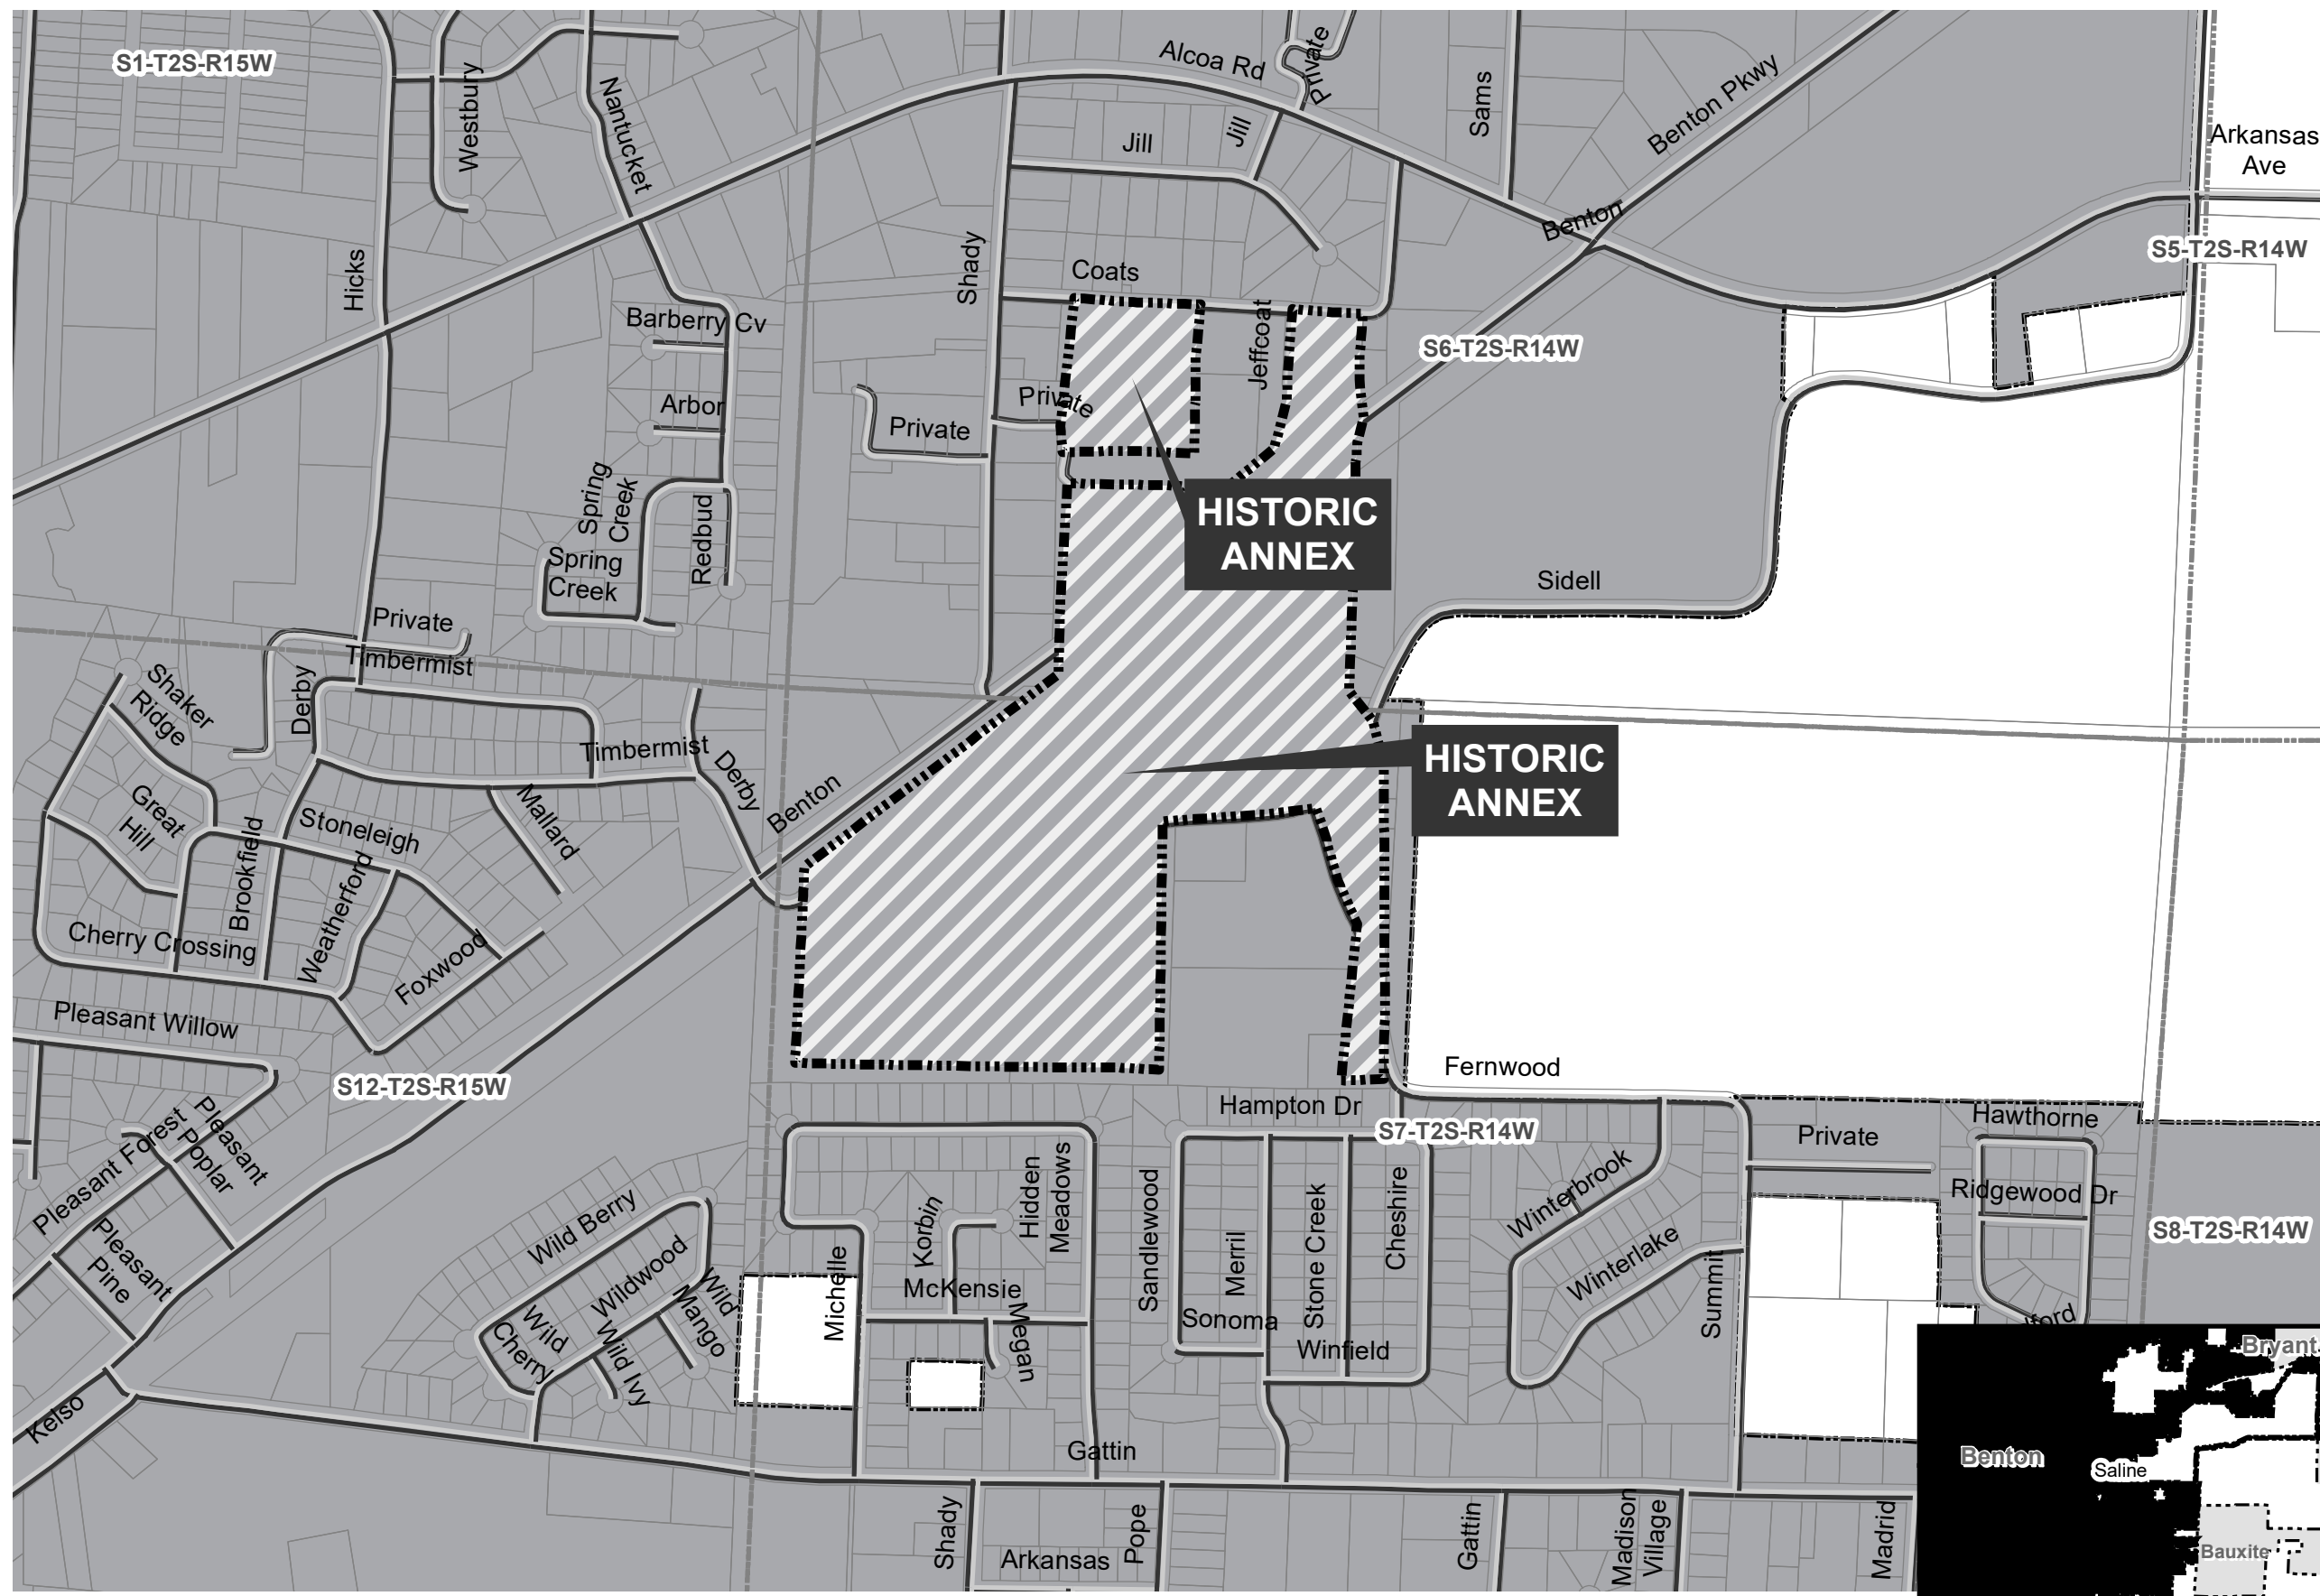 S1-T2S-R15W
Westbury
Nantucket
Alcoa Rd
Private
Sams
Benton Pkwy
Arkansas
Ave
Jill
Jill
Benton
S5-T2S-R14W
Hicks
Shady
Coats
Barberry Cv
Jeffcoat
S6-T2S-R14W
Arbor
Private
Private
Spring
Creek
Redbud
HISTORIC
ANNEX
Spring
Creek
Sidell
Private
Timbermist
Shaker
Ridge
Derby
Timbermist
Derby
HISTORIC
ANNEX
Great
Hill
Brookfield
Stoneleigh
Mallard
Benton
Weatherford
Cherry Crossing
Foxwood
Pleasant Willow
S12-T2S-R15W
Fernwood
Hampton Dr
S7-T2S-R14W
Private
Hawthorne
Pleasant Forest
Pleasant
Poplar
Ridgewood Dr
S8-T2S-R14W
Pleasant
Pine
Wild Berry
Wildwood
Wild
Mango
Wild
Cherry
Wild Ivy
Michelle
Korbin
Hidden
Meadows
McKensie
Megan
Sandlewood
Merril
Stone Creek
Cheshire
Sonoma
Winfield
Winterbrook
Winterlake
Summit
lford
Kelso
Gattin
Shady
Arkansas
Pope
Gattin
Madison
Village
Madrid
Bryant
Benton
Saline
Bauxite